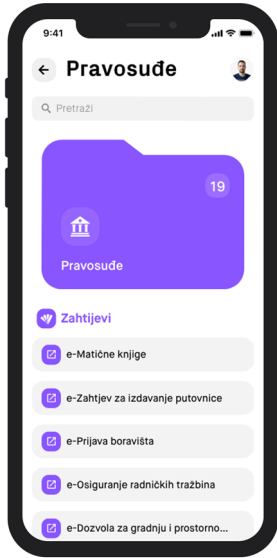 9:41
Pravosuđe
Pretraži
19
Pravosuđe
Zahtijevi
e-Matične knjige
e-Zahtjev za izdavanje putovnice
e-Prijava boravišta
e-Osiguranje radničkih tražbina
e-Dozvola za gradnju i prostorno...